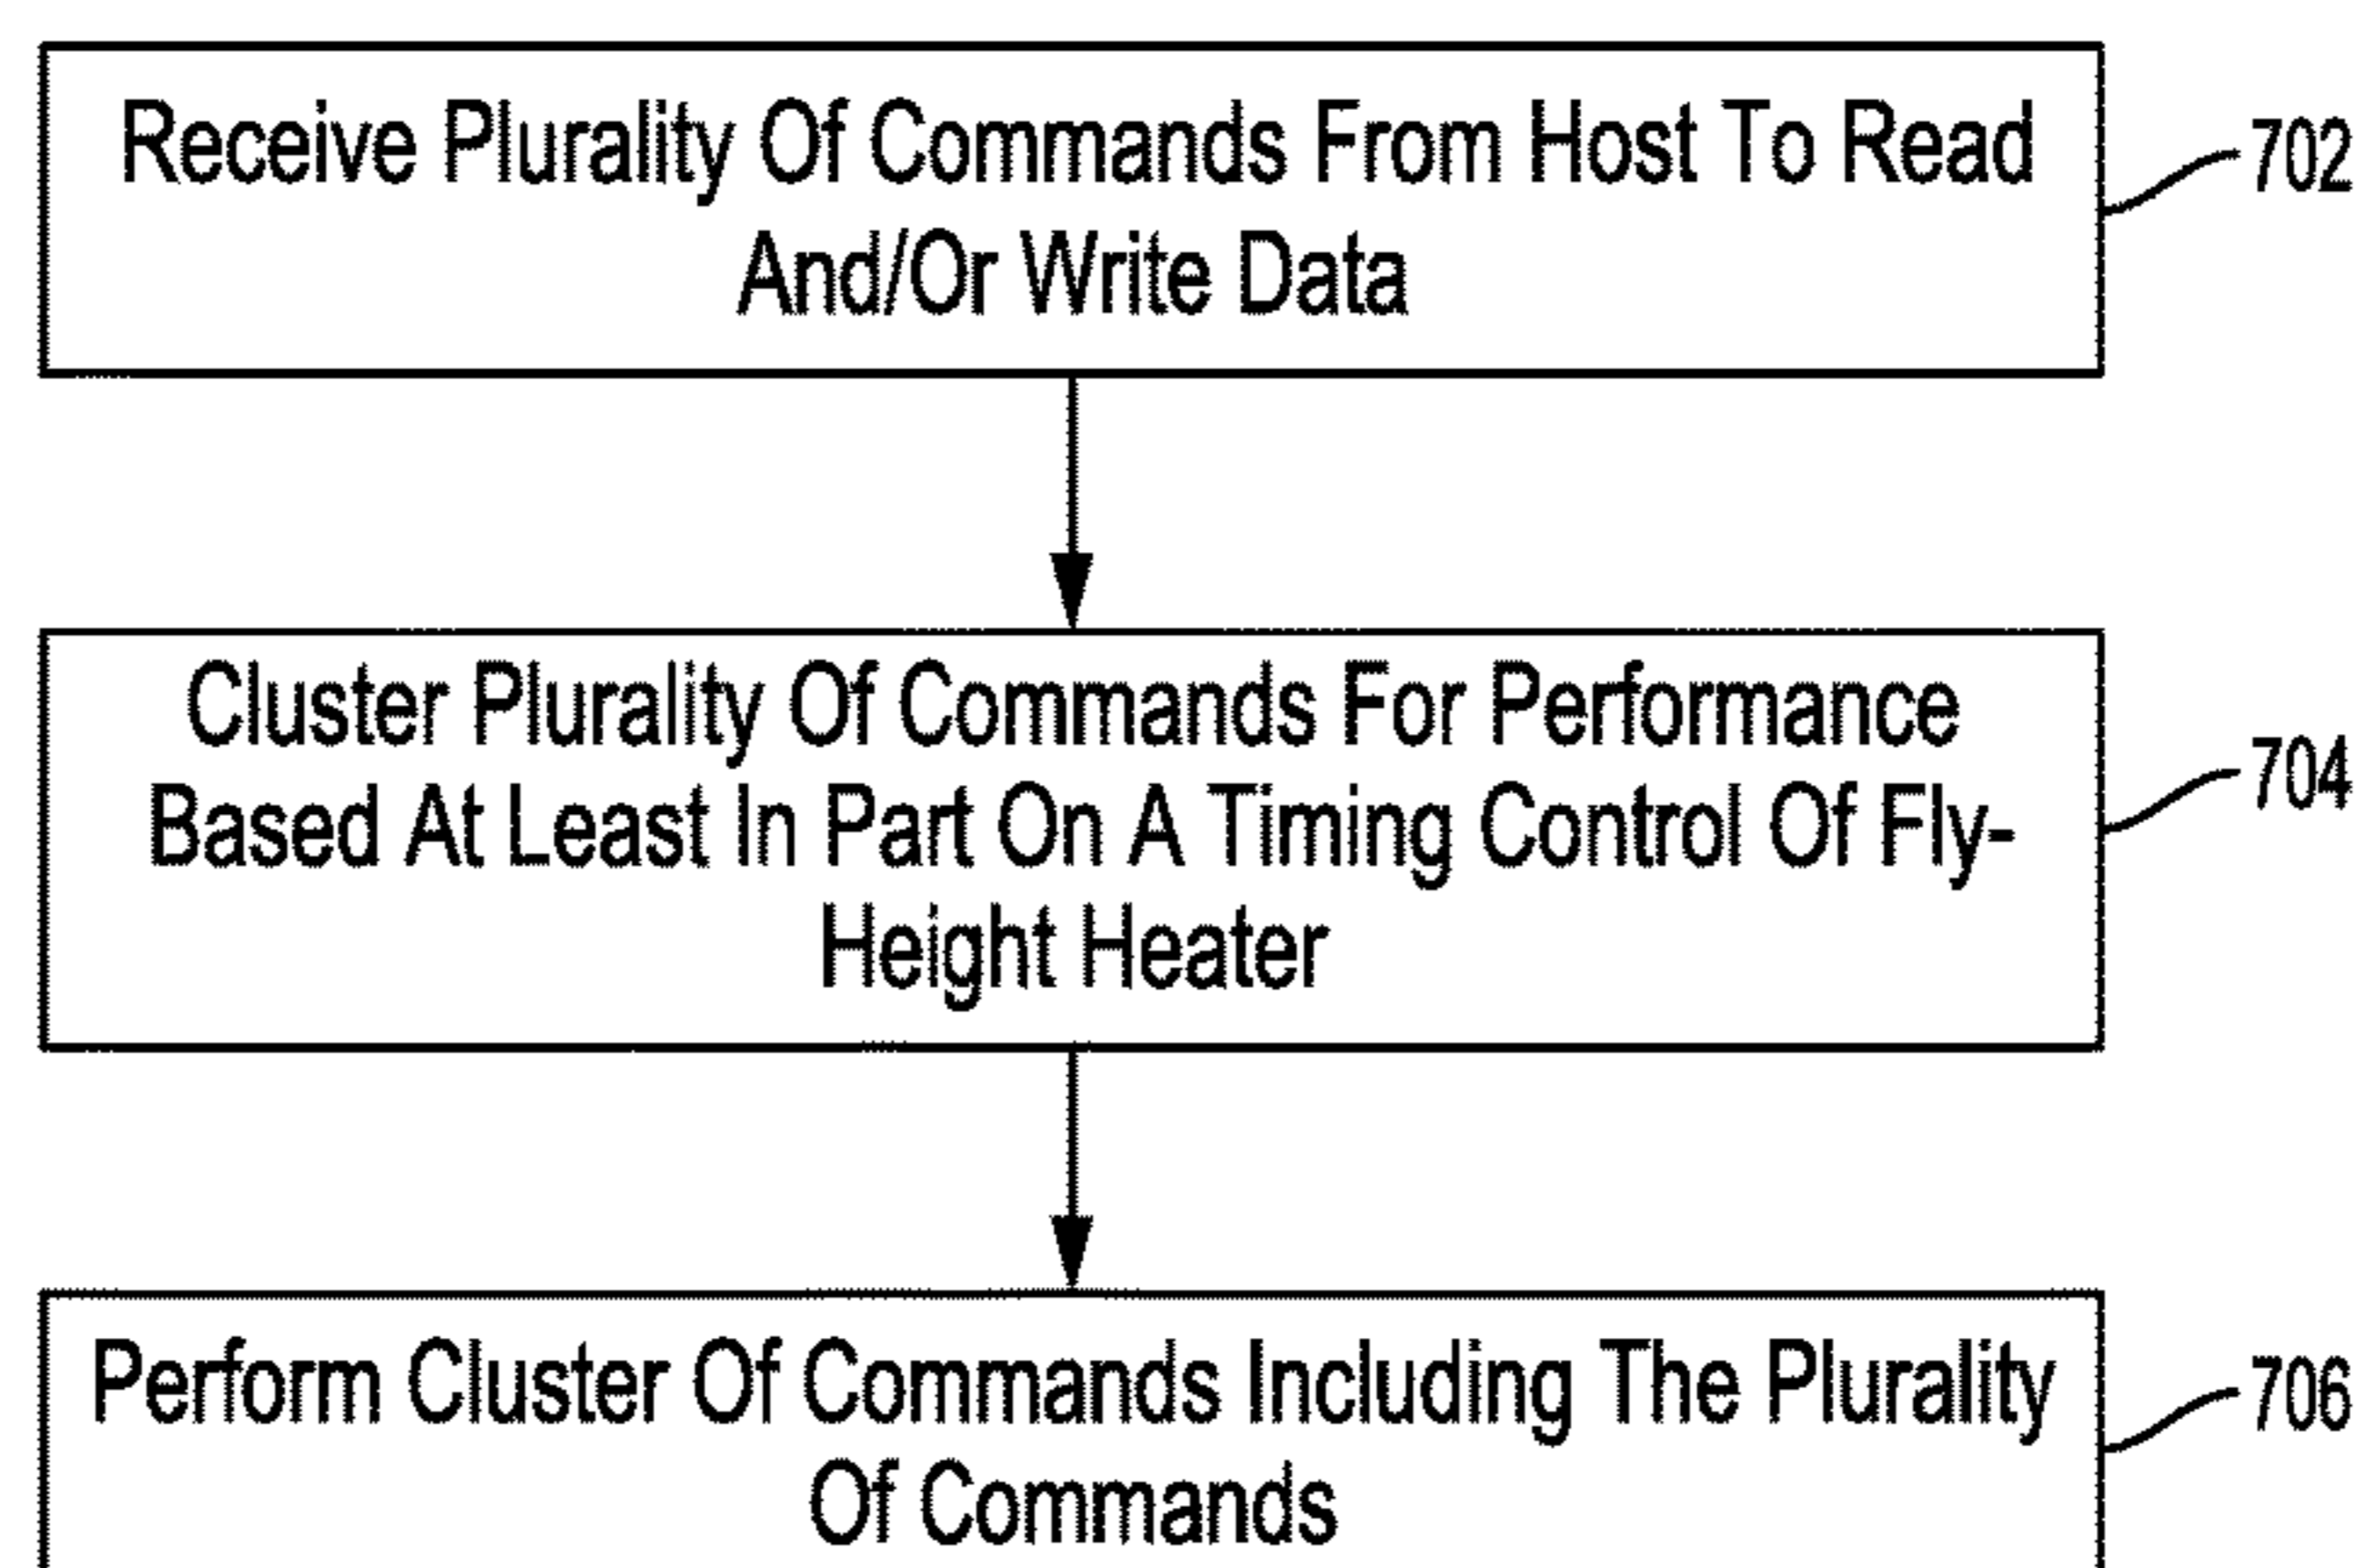 Receive Plurality Of Commands From Host To Read
And/Or Write Data
702
Cluster Plurality Of Commands For Performance
Based At Least In Part On A Timing Control Of Fly-
Height Heater
704
Perform Cluster Of Commands Including The Plurality
Of Commands
706